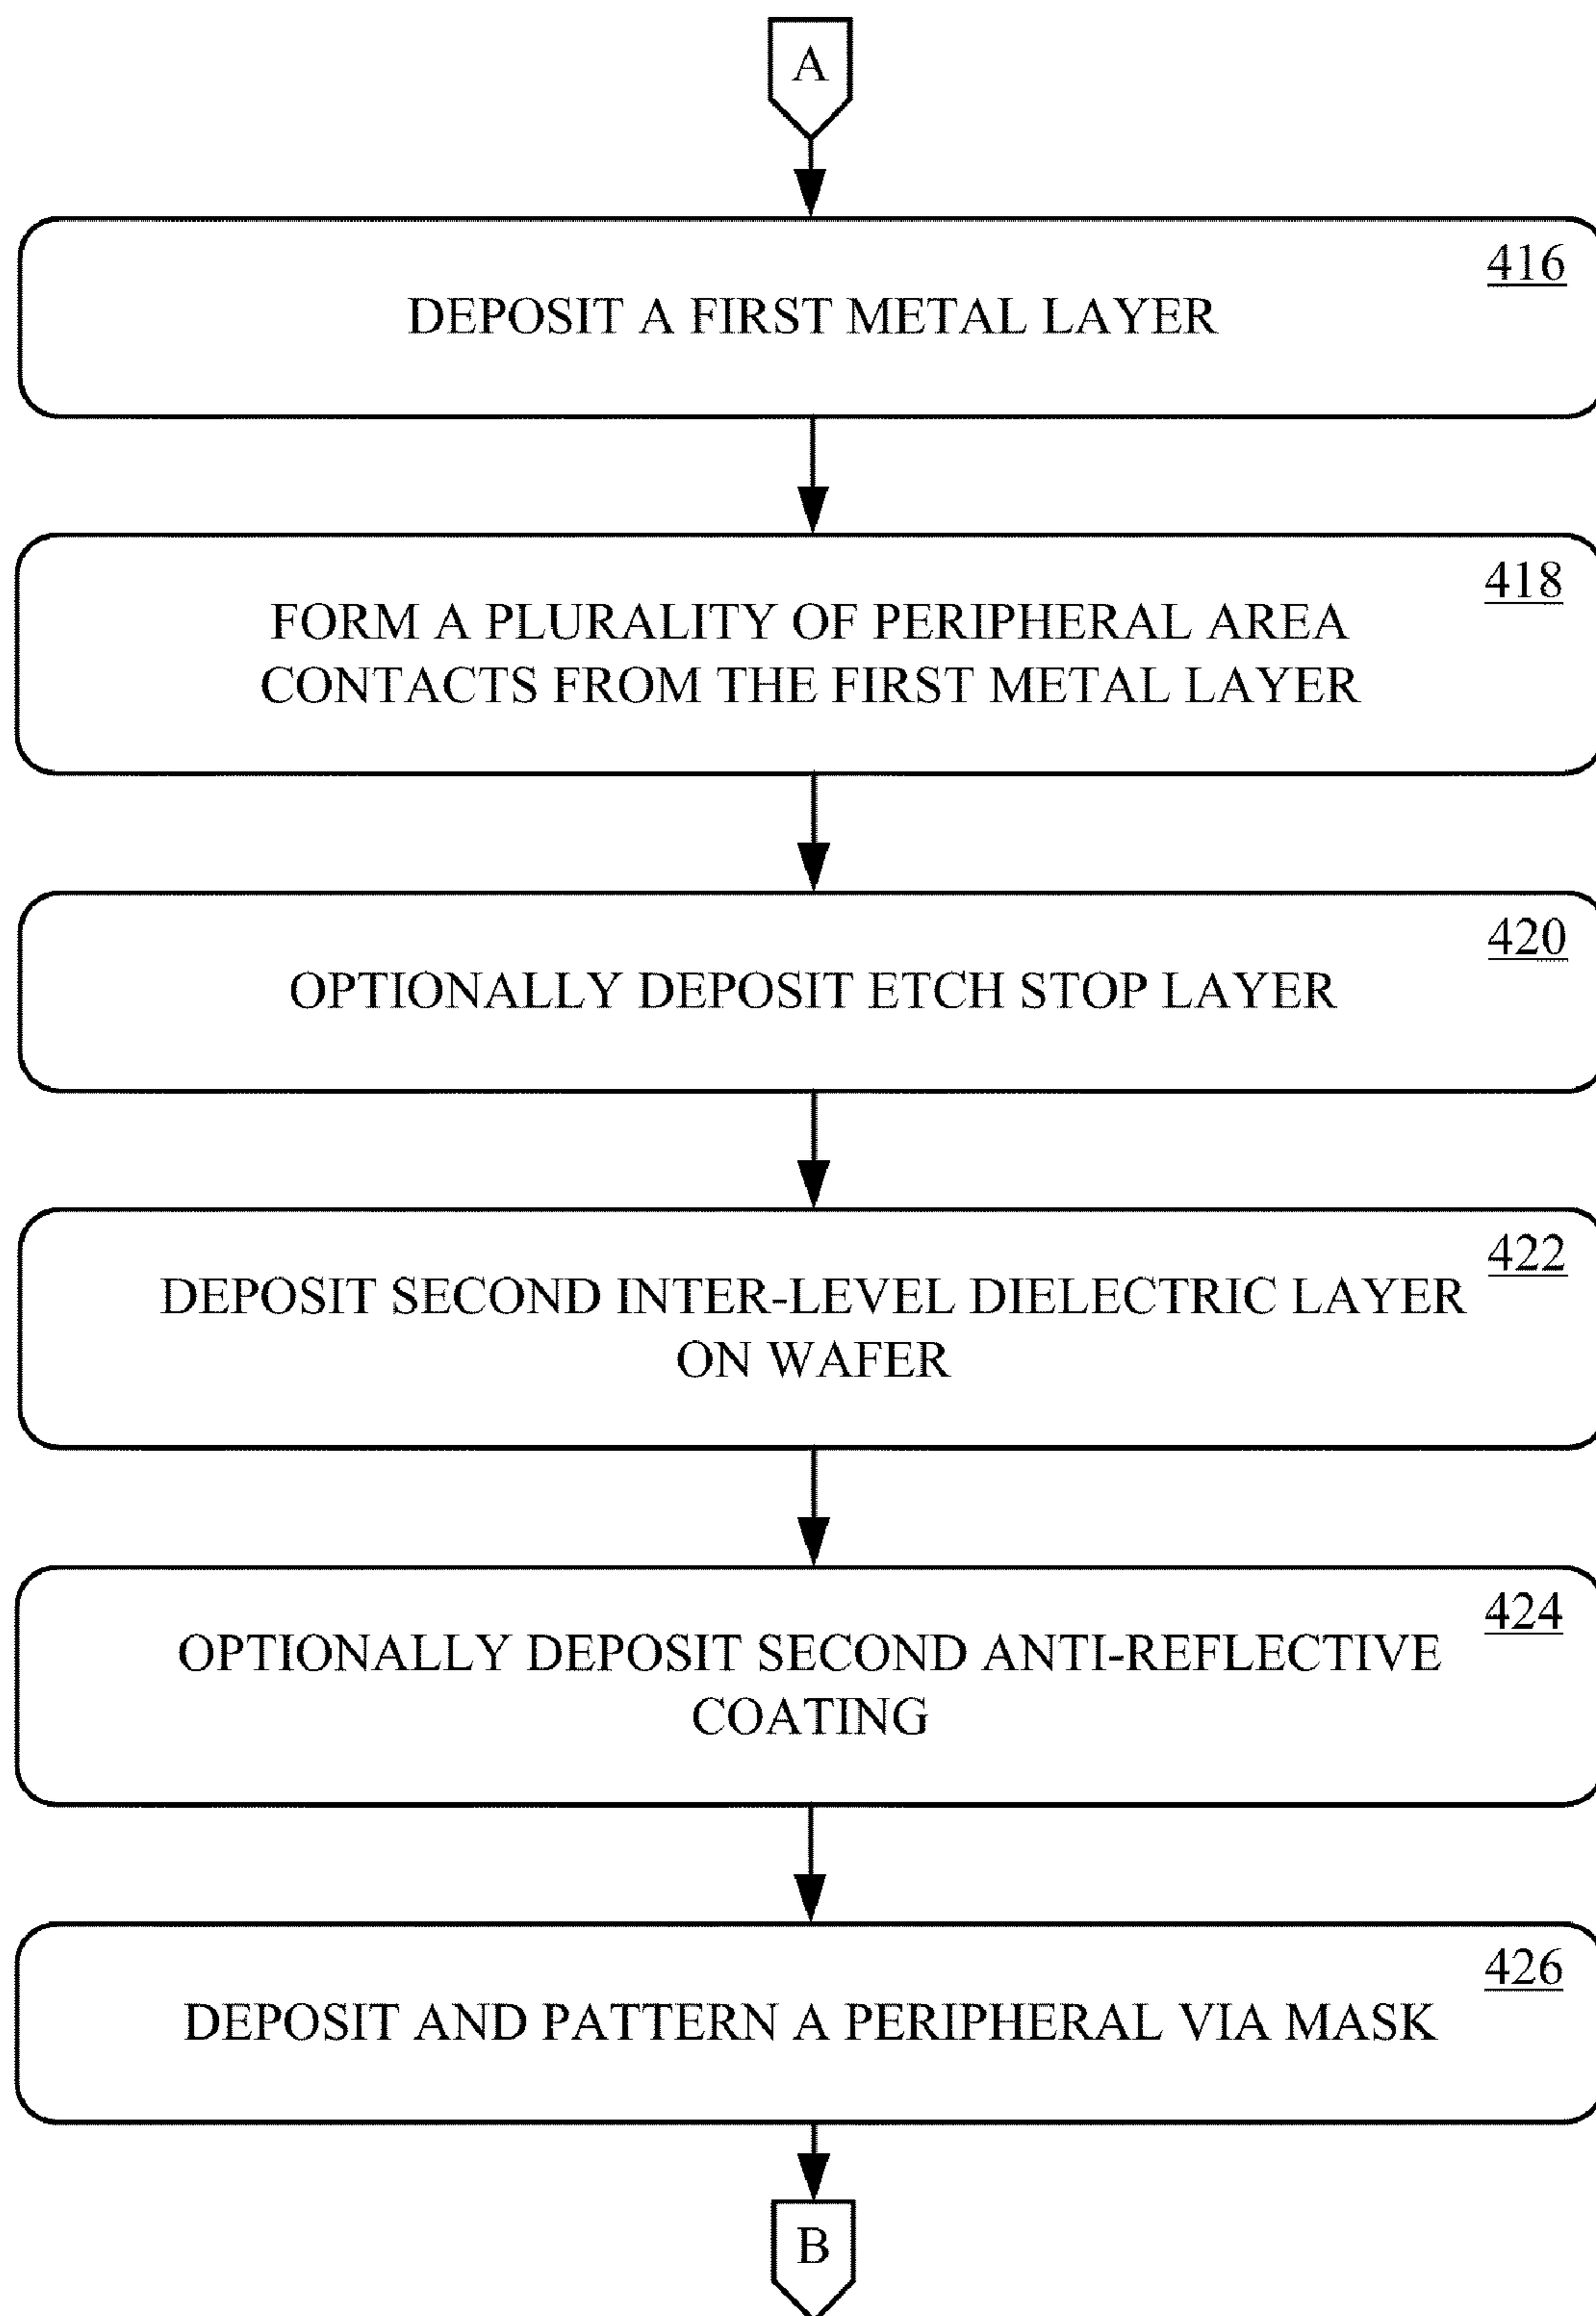 A
416
DEPOSIT A FIRST METAL LAYER
418
FORM A PLURALITY OF PERIPHERAL AREA
CONTACTS FROM THE FIRST METAL LAYER
420
OPTIONALLY DEPOSIT ETCH STOP LAYER
422
DEPOSIT SECOND INTER-LEVEL DIELECTRIC LAYER
ON WAFER
424
OPTIONALLY DEPOSIT SECOND ANTI-REFLECTIVE
COATING
426
DEPOSIT AND PATTERN A PERIPHERAL VIA MASK
B